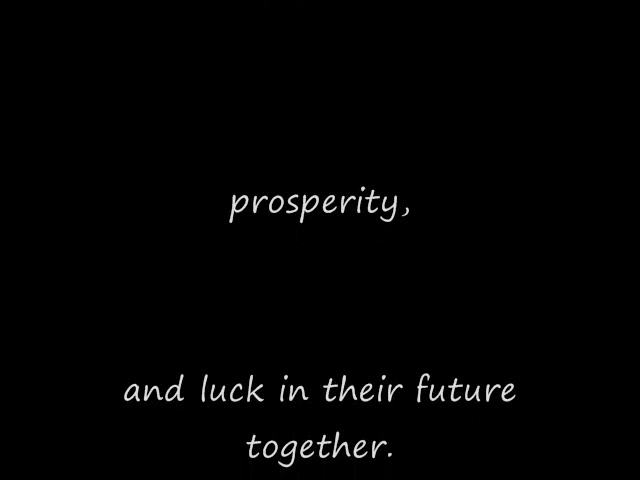 prosperity,
and luck in their future
together.